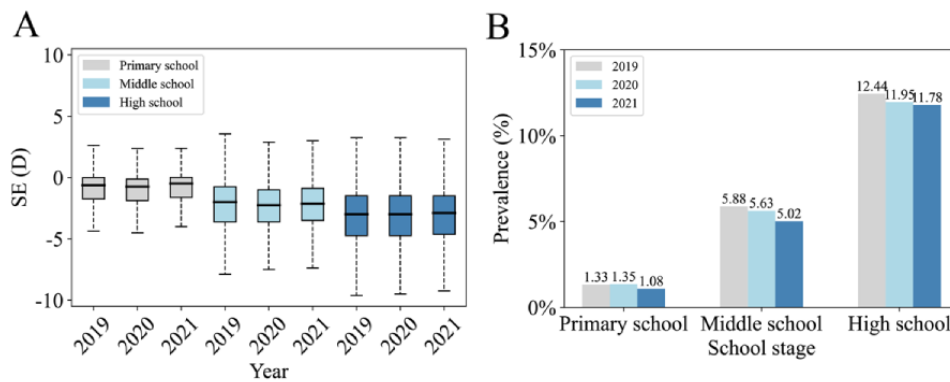 A
SE (D)
10
5
0
-5
-10
Primary school
Middle school
High school
2019
2020
2021
2019
2020
2021
2019
2020
2021
Year
B
Prevalence (%)
15%
10%
5%
0%
2019
2020
2021
1.33
1.35
1.08
5.88
5.63
5.02
12.44
11.95
11.78
Primary school
Middle school
High school
School stage